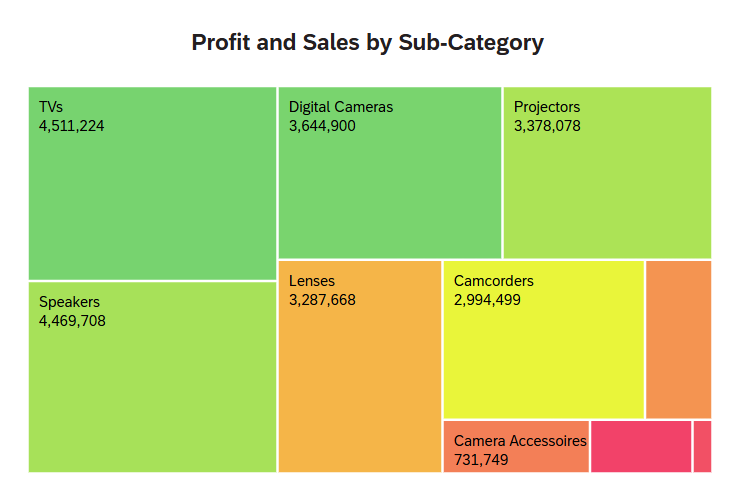 Profit and Sales by Sub-Category
TVs
4,511,224
Digital Cameras
3,644,900
Projectors
3,378,078
Speakers
4,469,708
Lenses
3,287,668
Camcorders
2,994,499
Camera Accessoires
731,749